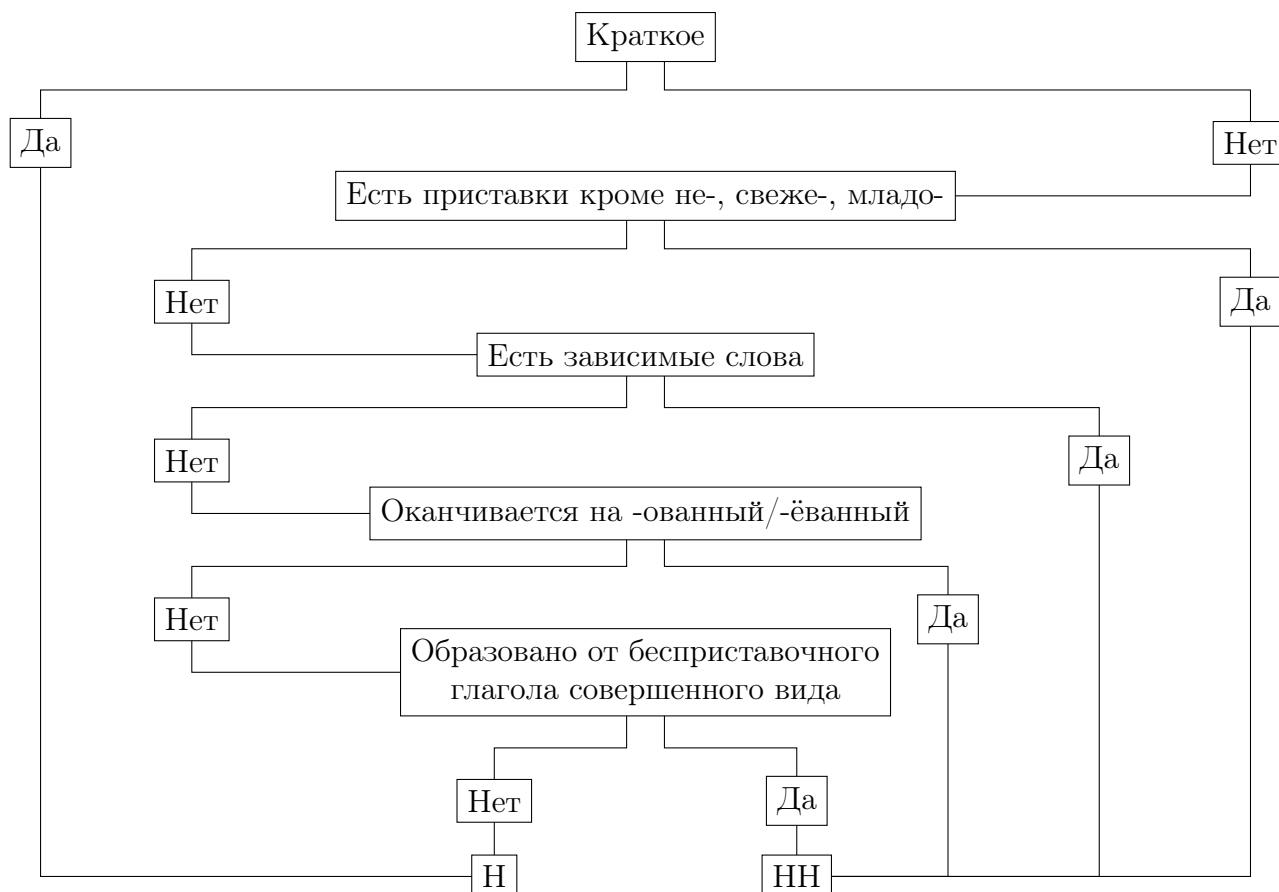 Краткое
Да
Нет
Есть приставки кроме не-, свеже-, младо-
Нет
Да
Есть зависимые слова
Нет
Да
Оканчивается на -ованный/-ёванный
Нет
Да
Образовано от бесприставочного
глагола совершенного вида
Нет
Да
Н
НН